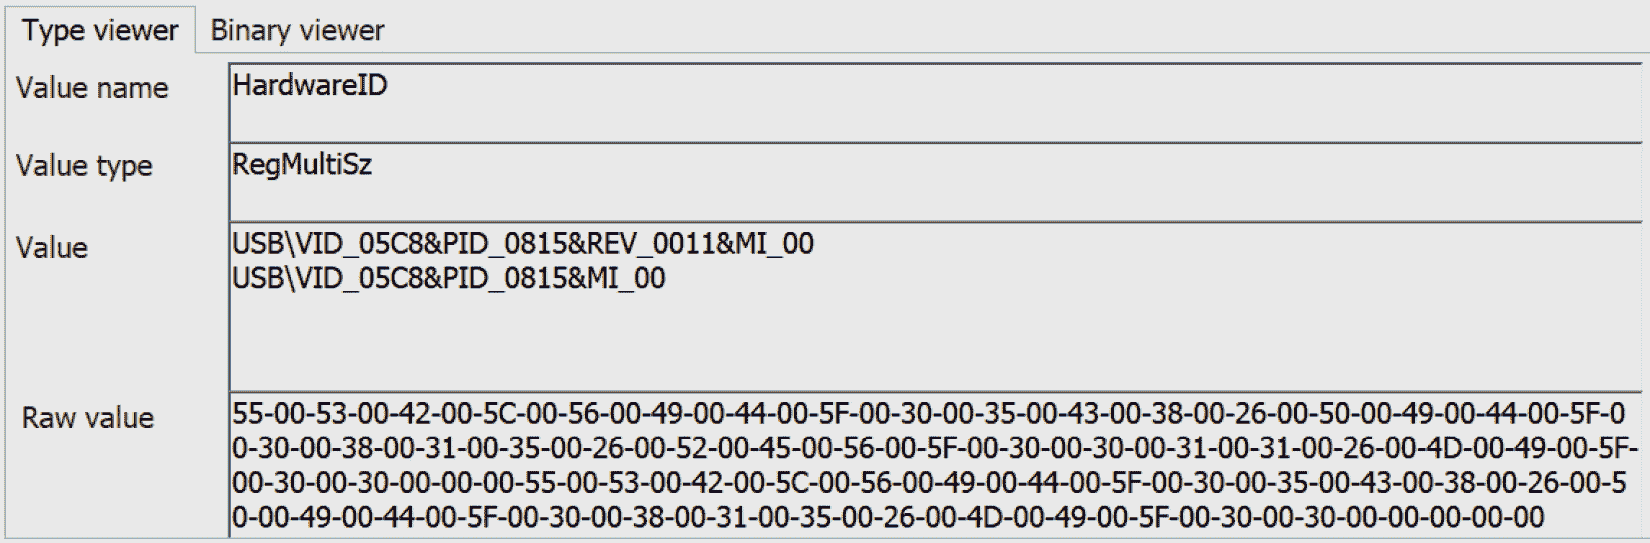 Type viewer Binary viewer
Value name HardwareID
Value type RegMultiSz
Value USB\VID_05C8&PID_0815&REV_0011&MI_00
USB\VID_05C8&PID_0815&MI_00
Raw value 55-00-53-00-42-00-5C-00-56-00-49-00-44-00-5F-00-30-00-35-00-43-00-38-00-26-00-50-00-49-00-44-00-5F-0
0-30-00-38-00-31-00-35-00-26-00-52-00-45-00-56-00-5F-00-30-00-30-00-31-00-31-00-26-00-4D-00-49-00-5F-
00-30-00-30-00-00-00-55-00-53-00-42-00-5C-00-56-00-49-00-44-00-5F-00-30-00-35-00-43-00-38-00-26-00-5
0-00-49-00-44-00-5F-00-30-00-38-00-31-00-35-00-26-00-4D-00-49-00-5F-00-30-00-30-00-00-00-00-00